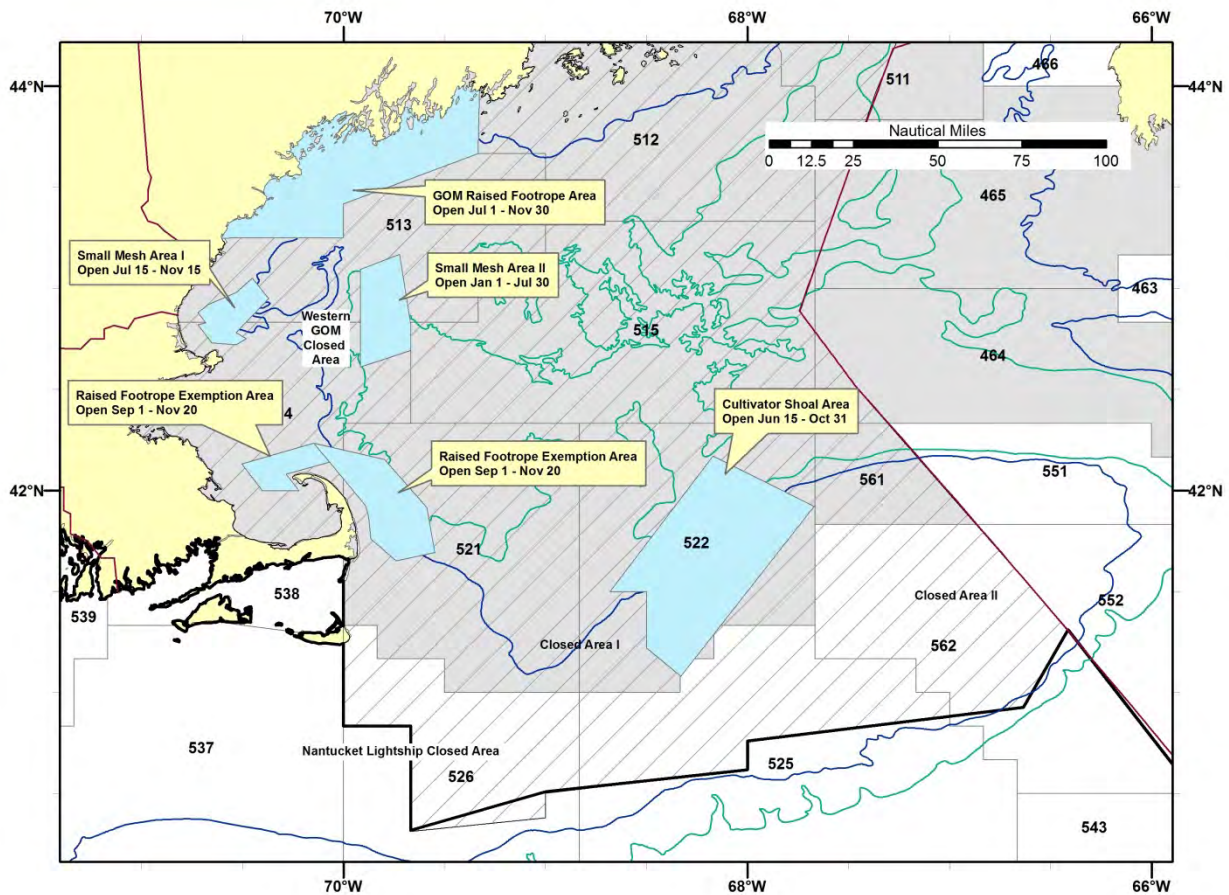 70°W
68°W
66°W
44°N
44°N
466
511
Nautical Miles
0 12.5 25 50 75 100
512
465
GOM Raised Footrope Area
Open Jul 1 - Nov 30
513
Small Mesh Area I
Open Jul 15 - Nov 15
Small Mesh Area II
Open Jan 1 - Jul 30
463
Western
GOM
Closed
Area
515
464
Raised Footrope Exemption Area
Open Sep 1 - Nov 20
4
Cultivator Shoal Area
Open Jun 15 - Oct 31
Raised Footrope Exemption Area
Open Sep 1 - Nov 20
42°N
42°N
551
561
521
522
538
539
Closed Area II
552
Closed Area I
562
537
Nantucket Lightship Closed Area
526
525
543
70°W
68°W
66°W